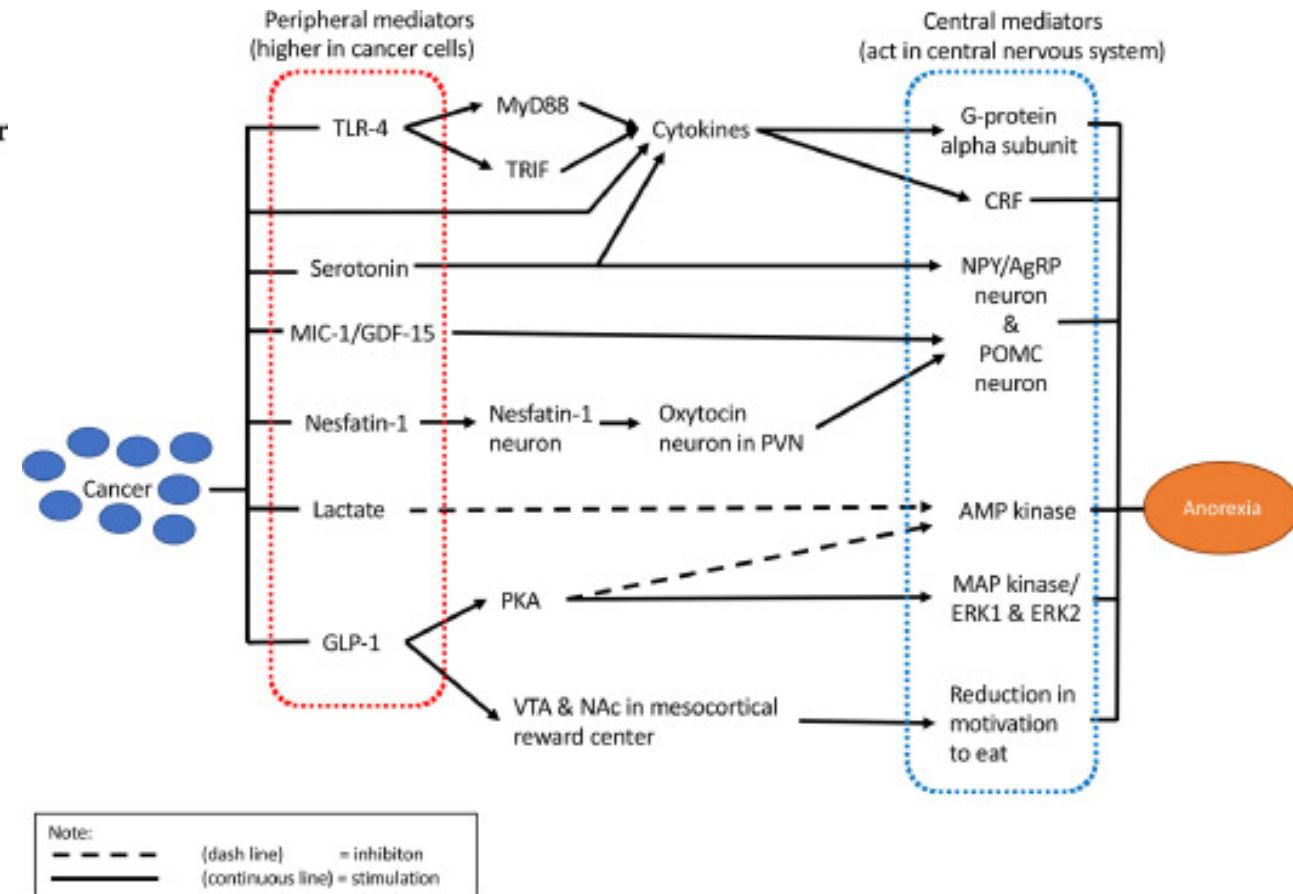 Peripheral mediators
(higher in cancer cells)
Central mediators
(act in central nervous system)
r
TLR-4
MyD88
TRIF
Cytokines
G-protein
alpha subunit
CRF
Serotonin
NPY/AgRP
neuron
&
POMC
neuron
MIC-1/GDF-15
Nesfatin-1
Nesfatin-1
neuron
Oxytocin
neuron in PVN
Cancer
Lactate
AMP kinase
Anorexia
PKA
MAP kinase/
ERK1 & ERK2
GLP-1
VTA & NAc in mesocortical
reward center
Reduction in
motivation
to eat
Note:
(dash line) = inhibiton
(continuous line) = stimulation